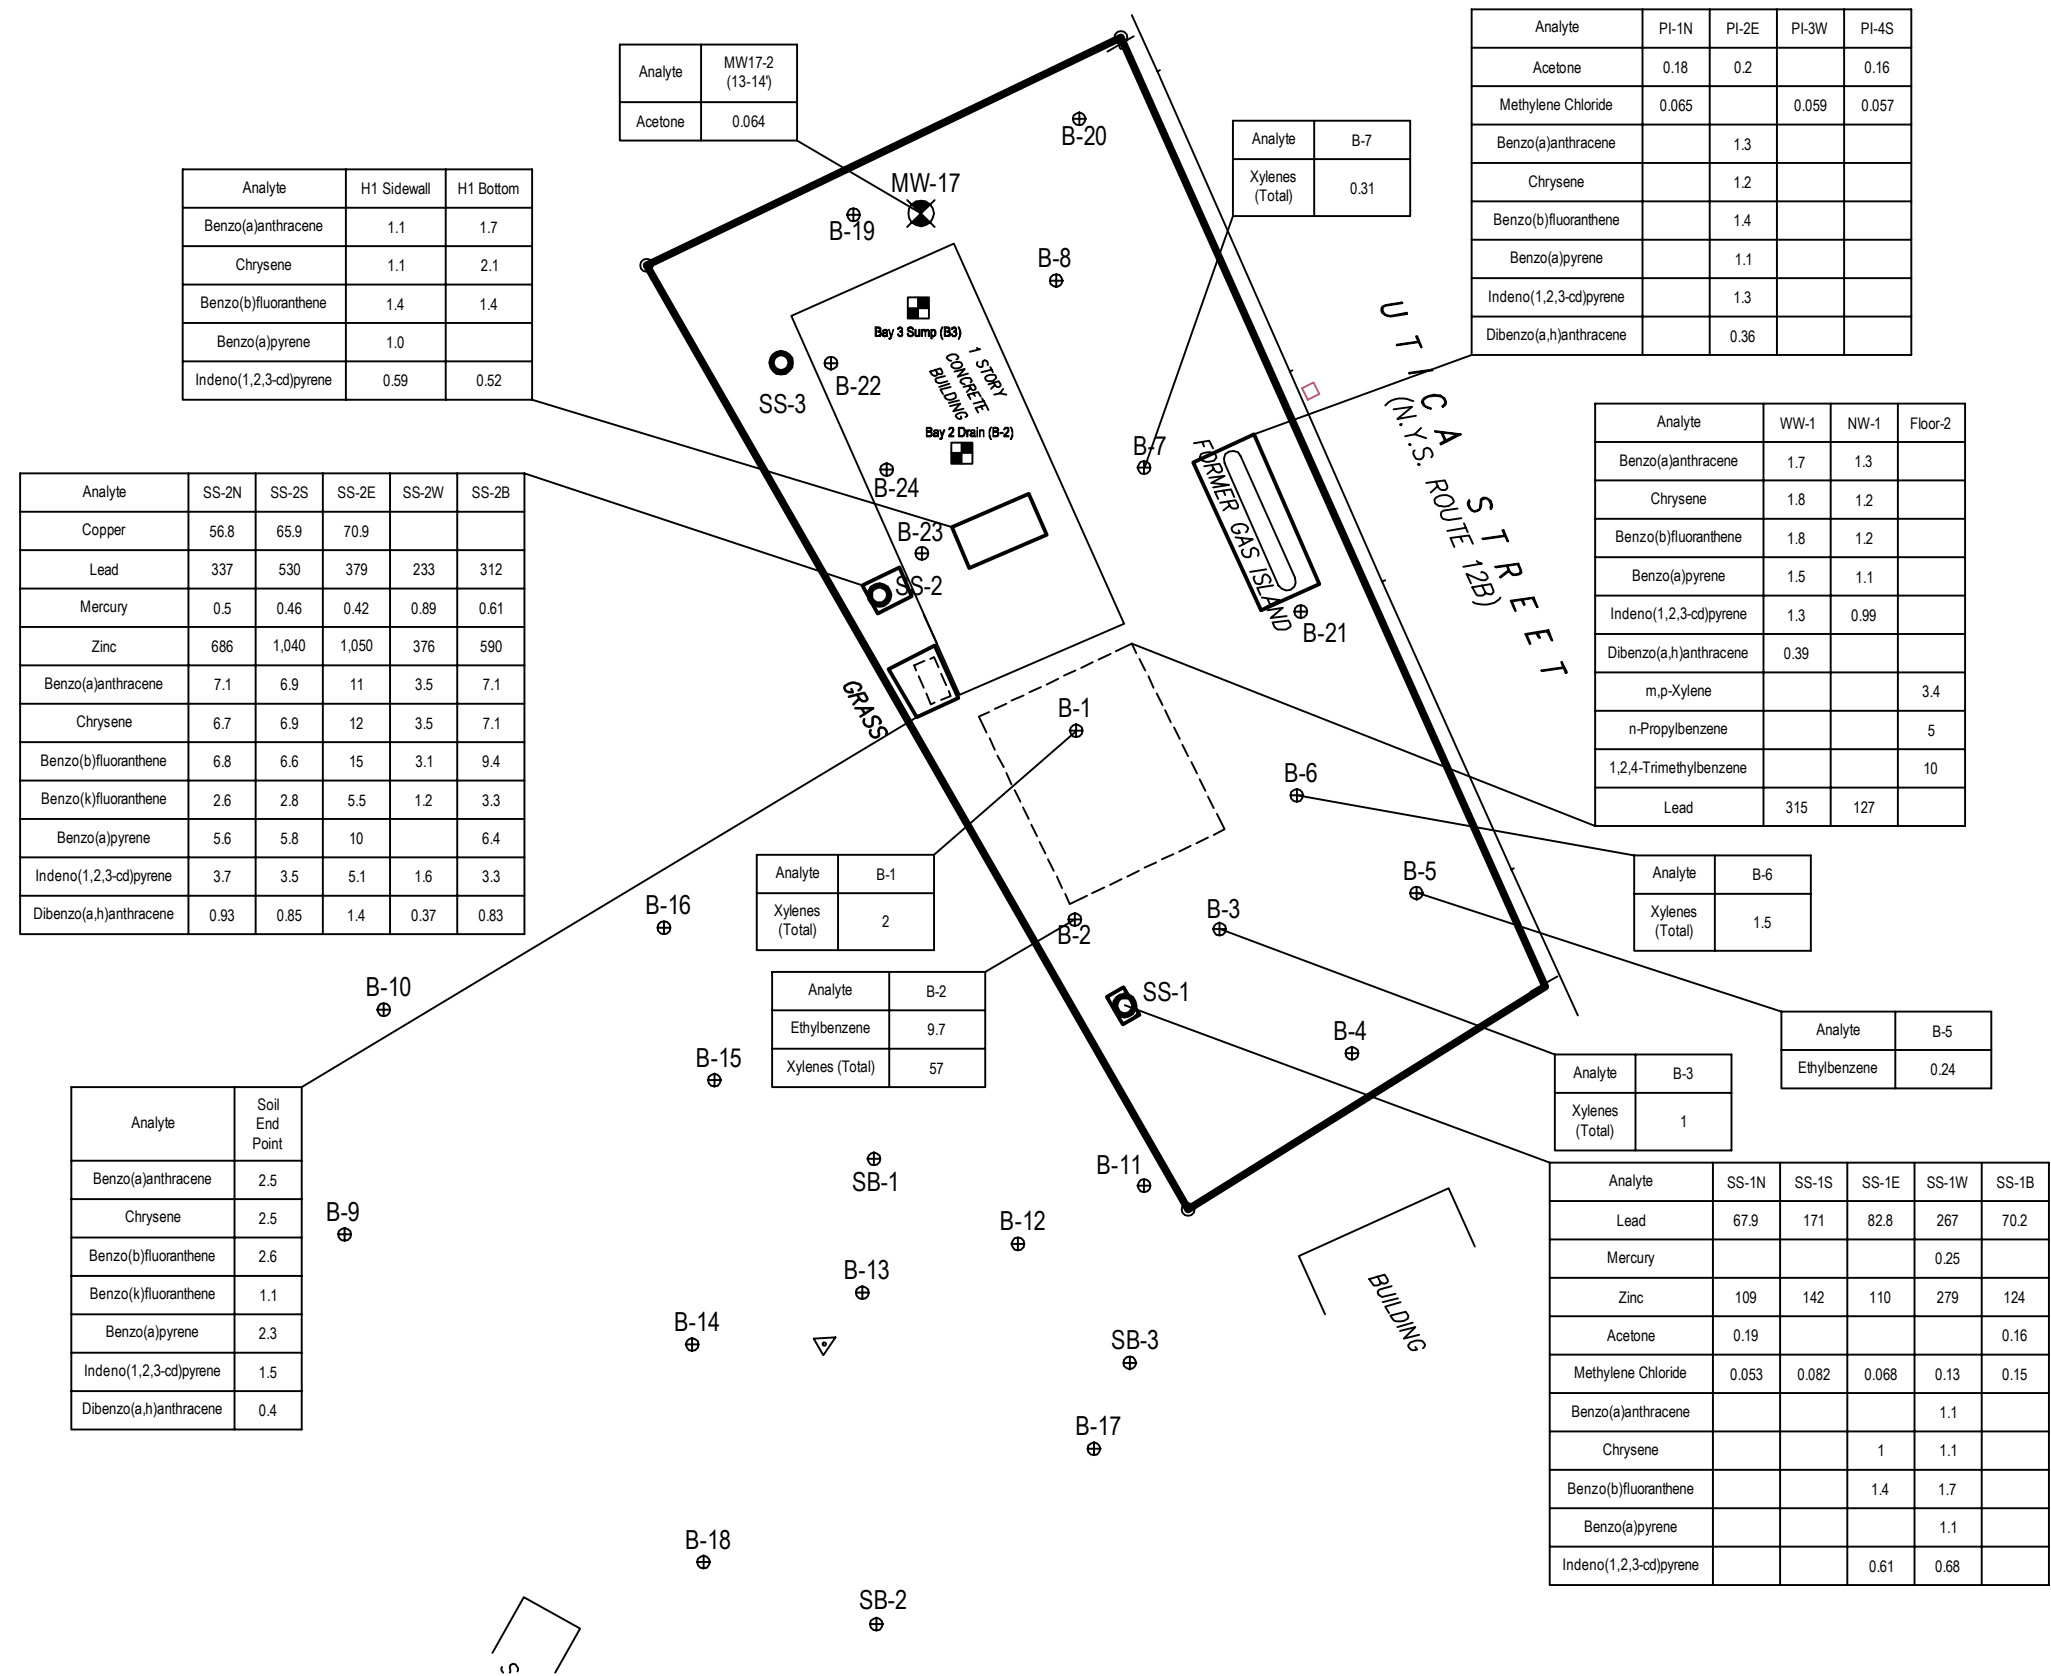 Analyte MW17-2
(13-14')
Acetone 0.064
Analyte PI-1N PI-2E PI-3W PI-4S
Acetone 0.18 0.2 0.16
Methylene Chloride 0.065 0.059 0.057
Benzo(a)anthracene 1.3
Chrysene 1.2
Benzo(b)fluoranthene 1.4
Benzo(a)pyrene 1.1
Indeno(1,2,3-cd)pyrene 1.3
Dibenzo(a,h)anthracene 0.36
Analyte B-7
Xylenes
(Total) 0.31
Analyte H1 Sidewall H1 Bottom
Benzo(a)anthracene 1.1 1.7
Chrysene 1.1 2.1
Benzo(b)fluoranthene 1.4 1.4
Benzo(a)pyrene 1.0
Indeno(1,2,3-cd)pyrene 0.59 0.52
B-20
MW-17
B-19
B-8
Bay 3 Sump (B3)
1 STORY
CONCRETE
BUILDING
SS-3
B-22
Bay 2 Drain (B-2)
B-7
B-24
B-23
SS-2
FORMER GAS ISLAND
B-21
UTICA STREET
(N.Y.S. ROUTE 12B)
GRASS
Analyte WW-1 NW-1 Floor-2
Benzo(a)anthracene 1.7 1.3
Chrysene 1.8 1.2
Benzo(b)fluoranthene 1.8 1.2
Benzo(a)pyrene 1.5 1.1
Indeno(1,2,3-cd)pyrene 1.3 0.99
Dibenzo(a,h)anthracene 0.39
m,p-Xylene 3.4
n-Propylbenzene 5
1,2,4-Trimethylbenzene 10
Lead 315 127
Analyte SS-2N SS-2S SS-2E SS-2W SS-2B
Copper 56.8 65.9 70.9
Lead 337 530 379 233 312
Mercury 0.5 0.46 0.42 0.89 0.61
Zinc 686 1,040 1,050 376 590
Benzo(a)anthracene 7.1 6.9 11 3.5 7.1
Chrysene 6.7 6.9 12 3.5 7.1
Benzo(b)fluoranthene 6.8 6.6 15 3.1 9.4
Benzo(k)fluoranthene 2.6 2.8 5.5 1.2 3.3
Benzo(a)pyrene 5.6 5.8 10 6.4
Indeno(1,2,3-cd)pyrene 3.7 3.5 5.1 1.6 3.3
Dibenzo(a,h)anthracene 0.93 0.85 1.4 0.37 0.83
B-1
B-6
B-5
B-3
B-2
SS-1
B-4
B-16
B-10
B-15
Analyte B-1
Xylenes
(Total) 2
Analyte B-6
Xylenes
(Total) 1.5
Analyte B-2
Ethylbenzene 9.7
Xylenes (Total) 57
Analyte B-5
Ethylbenzene 0.24
Analyte B-3
Xylenes
(Total) 1
Analyte Soil
End
Point
Benzo(a)anthracene 2.5
Chrysene 2.5
Benzo(b)fluoranthene 2.6
Benzo(k)fluoranthene 1.1
Benzo(a)pyrene 2.3
Indeno(1,2,3-cd)pyrene 1.5
Dibenzo(a,h)anthracene 0.4
B-9
SB-1
B-11
B-12
B-13
B-14
SB-3
B-17
B-18
SB-2
BUILDING
S
Analyte SS-1N SS-1S SS-1E SS-1W SS-1B
Lead 67.9 171 82.8 267 70.2
Mercury 0.25
Zinc 109 142 110 279 124
Acetone 0.19 0.16
Methylene Chloride 0.053 0.082 0.068 0.13 0.15
Benzo(a)anthracene 1.1
Chrysene 1 1.1
Benzo(b)fluoranthene 1.4 1.7
Benzo(a)pyrene 1.1
Indeno(1,2,3-cd)pyrene 0.61 0.68